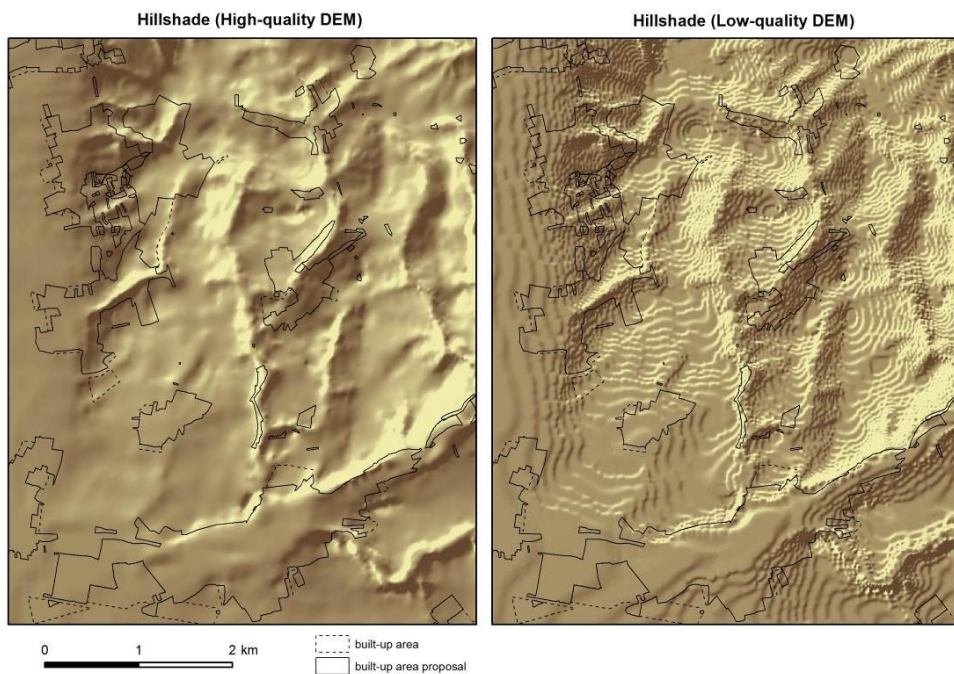 Hillshade (High-quality DEM)
Hillshade (Low-quality DEM)
0 1 2 km
built-up area
built-up area proposal